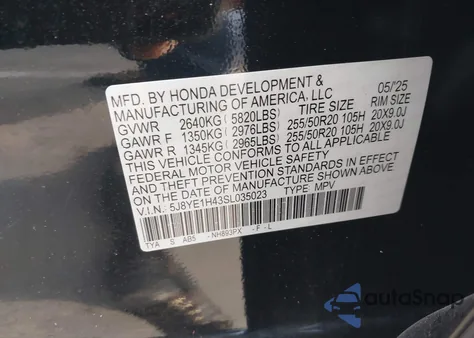 MFD. BY HONDA DEVELOPMENT & 05/25
MANUFACTURING OF AMERICA, LLC
GVWR 2640KG (5820LBS) TIRE SIZE RIM SIZE
GAWR F 1350KG (2976LBS) 255/50R20 105H 20X9.0J
GAWR R 1345KG (2965LBS) 255/50R20 105H 20X9.0J
THIS VEHICLE CONFORMS TO ALL APPLICABLE
FEDERAL MOTOR VEHICLE SAFETY
AND THEFT PREVENTION STANDARDS IN EFFECT
ON THE DATE OF MANUFACTURE SHOWN ABOVE.
V.I.N. 5J8YE1H43SL035023 TYPE MPV
TYA S AB5 -NH893PX -F-L
autoSnap